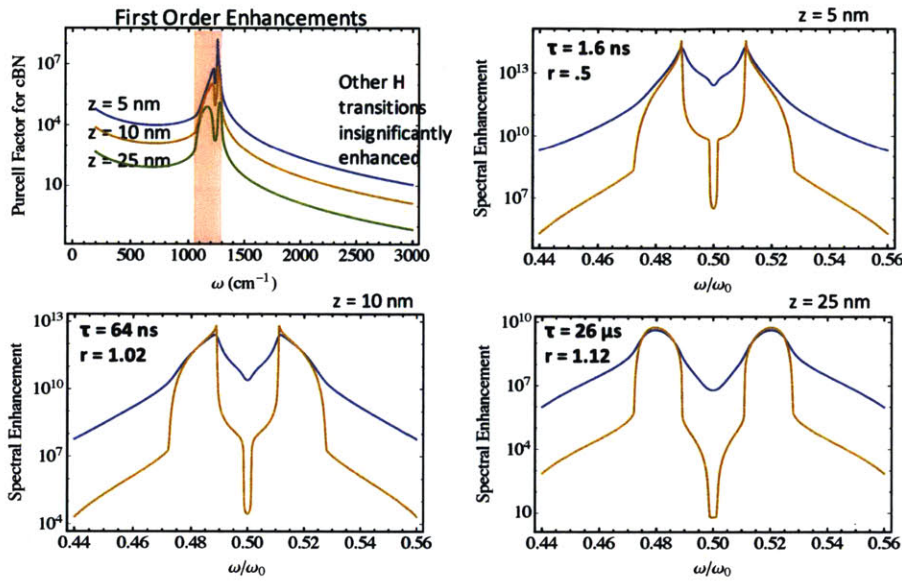 First Order Enhancements
Purcell Factor for cBN
10⁷
10⁴
10
z = 5 nm
z = 10 nm
z = 25 nm
Other H
transitions
insignificantly
enhanced
0 500 1000 1500 2000 2500 3000
ω (cm⁻¹)
z = 5 nm
Spectral Enhancement
10¹³
10¹⁰
10⁷
τ = 1.6 ns
r = .5
0.44 0.46 0.48 0.50 0.52 0.54 0.56
ω/ω₀
z = 10 nm
Spectral Enhancement
10¹³
10¹⁰
10⁷
10⁴
τ = 64 ns
r = 1.02
0.44 0.46 0.48 0.50 0.52 0.54 0.56
ω/ω₀
z = 25 nm
Spectral Enhancement
10¹⁰
10⁷
10⁴
10
τ = 26 μs
r = 1.12
0.44 0.46 0.48 0.50 0.52 0.54 0.56
ω/ω₀